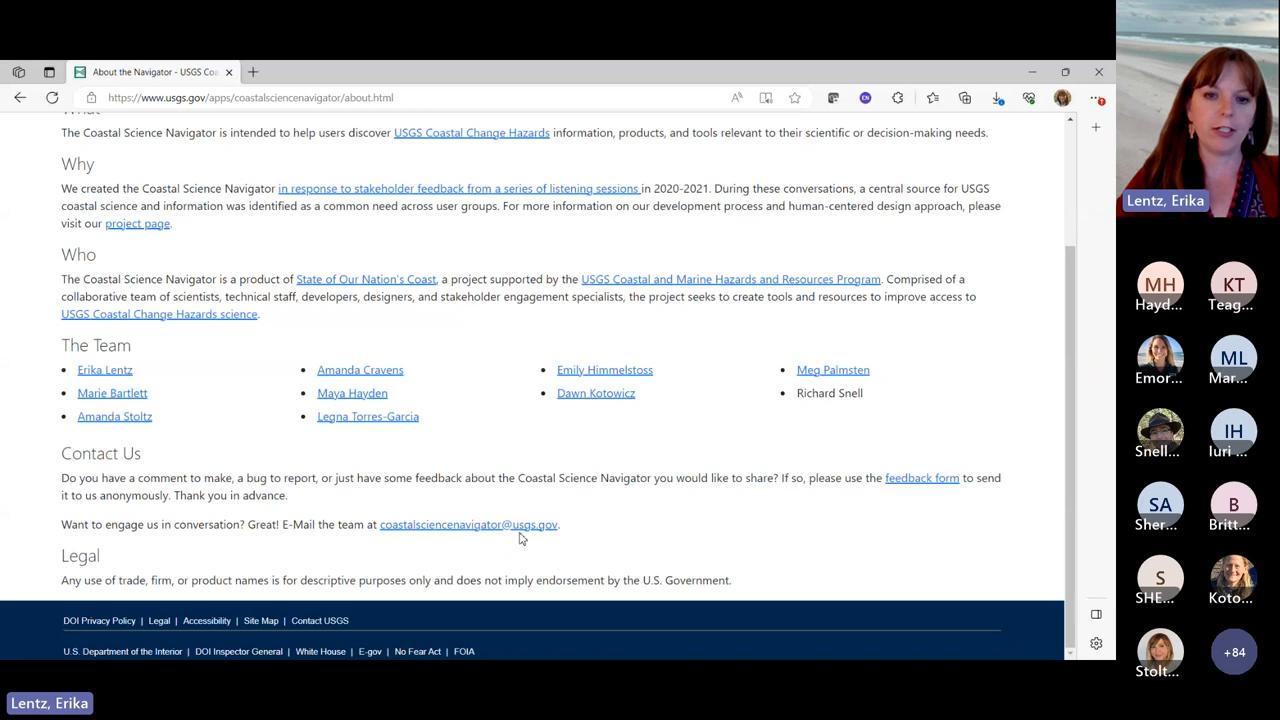 About the Navigator - USGS Coa
https://www.usgs.gov/apps/coastalsciencenavigator/about.html
The Coastal Science Navigator is intended to help users discover USGS Coastal Change Hazards information, products, and tools relevant to their scientific or decision-making needs.
Why
We created the Coastal Science Navigator in response to stakeholder feedback from a series of listening sessions in 2020-2021. During these conversations, a central source for USGS
coastal science and information was identified as a common need across user groups. For more information on our development process and human-centered design approach, please
visit our project page.
Who
The Coastal Science Navigator is a product of State of Our Nation's Coast, a project supported by the USGS Coastal and Marine Hazards and Resources Program. Comprised of a
collaborative team of scientists, technical staff, developers, designers, and stakeholder engagement specialists, the project seeks to create tools and resources to improve access to
USGS Coastal Change Hazards science.
The Team
Erika Lentz
Amanda Cravens
Emily Himmelstoss
Meg Palmsten
Marie Bartlett
Maya Hayden
Dawn Kotowicz
Richard Snell
Amanda Stoltz
Legna Torres-Garcia
Contact Us
Do you have a comment to make, a bug to report, or just have some feedback about the Coastal Science Navigator you would like to share? If so, please use the feedback form to send
it to us anonymously. Thank you in advance.
Want to engage us in conversation? Great! E-Mail the team at coastalsciencenavigator@usgs.gov.
Legal
Any use of trade, firm, or product names is for descriptive purposes only and does not imply endorsement by the U.S. Government.
DOI Privacy Policy | Legal | Accessibility | Site Map | Contact USGS
U.S. Department of the Interior | DOI Inspector General | White House | E-gov | No Fear Act | FOIA
Lentz, Erika
Lentz, Erika
MH
KT
Hayd...
Teag...
ML
Emor...
Mar...
IH
Snell...
Iuri ...
SA
B
Sher...
Britt...
S
SHE...
Koto...
Stolt...
+84